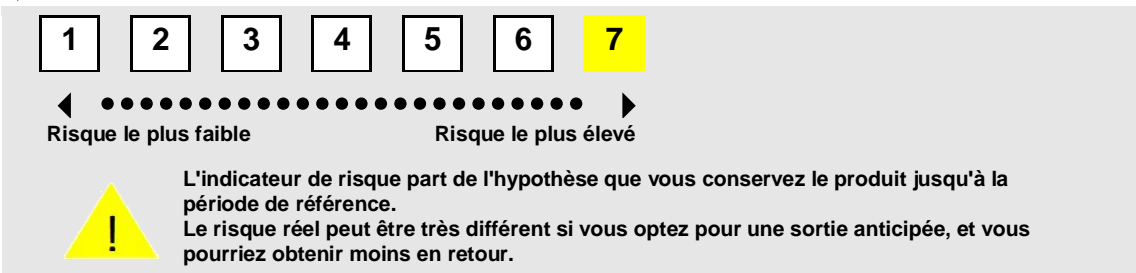 1 2 3 4 5 6 7
Risque le plus faible Risque le plus élevé
L'indicateur de risque part de l'hypothèse que vous conservez le produit jusqu'à la
période de référence.
Le risque réel peut être très différent si vous optez pour une sortie anticipée, et vous
pourriez obtenir moins en retour.
!